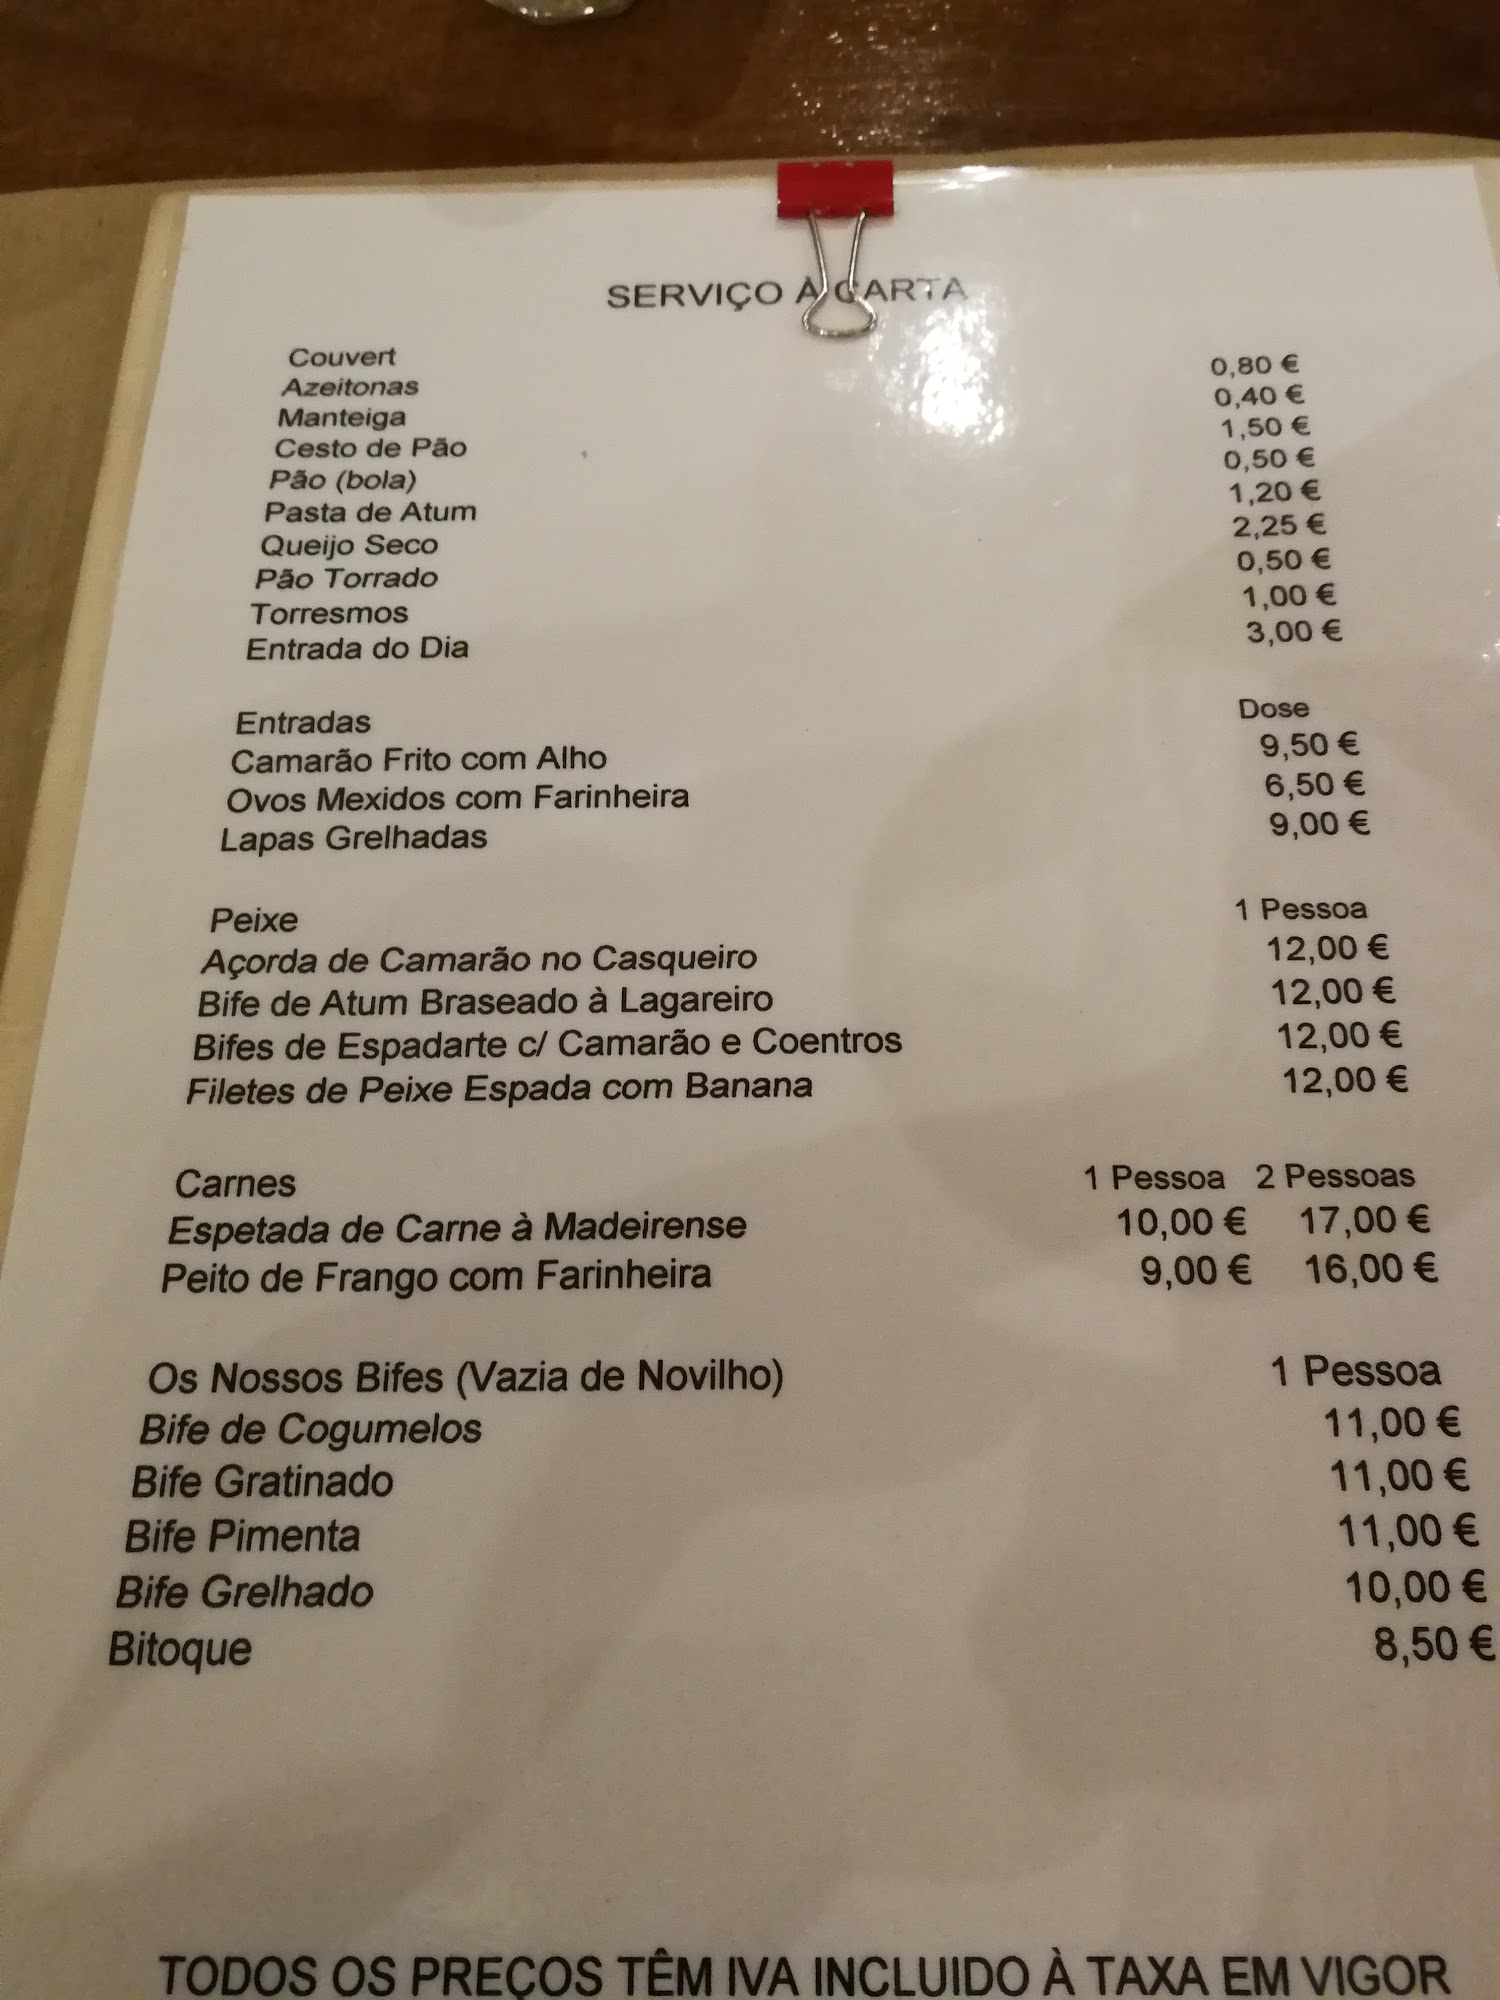 SERVIÇO À CARTA
Couvert
Azeitonas 0,80 €
Manteiga 0,40 €
Cesto de Pão 1,50 €
Pão (bola) 0,50 €
Pasta de Atum 1,20 €
Queijo Seco 2,25 €
Pão Torrado 0,50 €
Torresmos 1,00 €
Entrada do Dia 3,00 €
Entradas Dose
Camarão Frito com Alho 9,50 €
Ovos Mexidos com Farinheira 6,50 €
Lapas Grelhadas 9,00 €
Peixe 1 Pessoa
Açorda de Camarão no Casqueiro 12,00 €
Bife de Atum Braseado à Lagareiro 12,00 €
Bifes de Espadarte c/ Camarão e Coentros 12,00 €
Filetes de Peixe Espada com Banana 12,00 €
Carnes 1 Pessoa 2 Pessoas
Espetada de Carne à Madeirense 10,00 € 17,00 €
Peito de Frango com Farinheira 9,00 € 16,00 €
Os Nossos Bifes (Vazia de Novilho) 1 Pessoa
Bife de Cogumelos 11,00 €
Bife Gratinado 11,00 €
Bife Pimenta 11,00 €
Bife Grelhado 10,00 €
Bitoque 8,50 €
TODOS OS PREÇOS TÊM IVA INCLUIDO À TAXA EM VIGOR